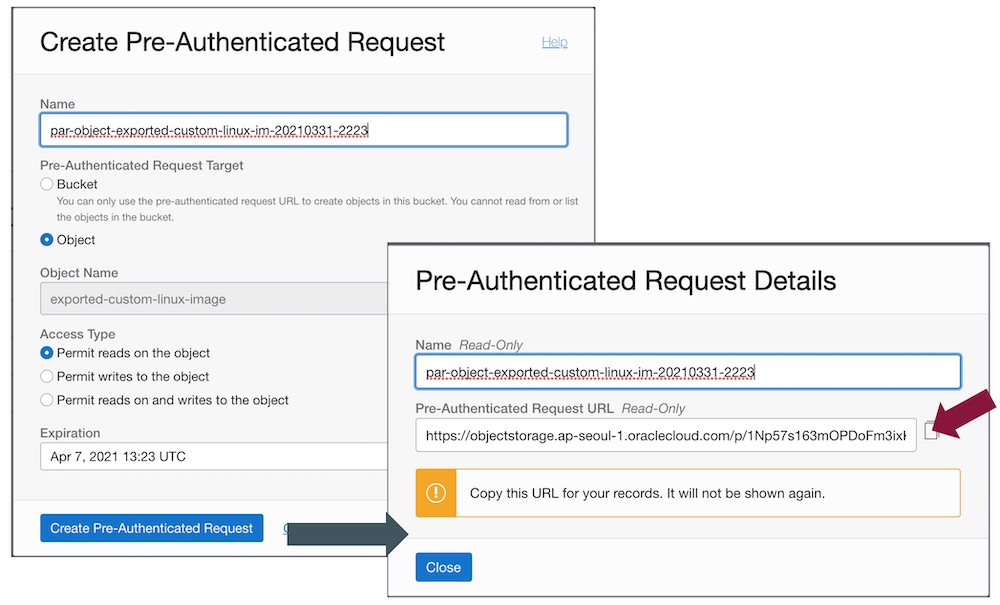 Create Pre-Authenticated Request
Help
Name
par-object-exported-custom-linux-im-20210331-2223
Pre-Authenticated Request Target
Bucket
You can only use the pre-authenticated request URL to create objects in this bucket. You cannot read from or list
the objects in the bucket.
Object
Object Name
exported-custom-linux-image
Access Type
Permit reads on the object
Permit writes to the object
Permit reads on and writes to the object
Expiration
Apr 7, 2021 13:23 UTC
Create Pre-Authenticated Request
Pre-Authenticated Request Details
Name Read-Only
par-object-exported-custom-linux-im-20210331-2223
Pre-Authenticated Request URL Read-Only
https://objectstorage.ap-seoul-1.oraclecloud.com/p/1Np57s163mOPDoFm3ixl
Copy this URL for your records. It will not be shown again.
Close